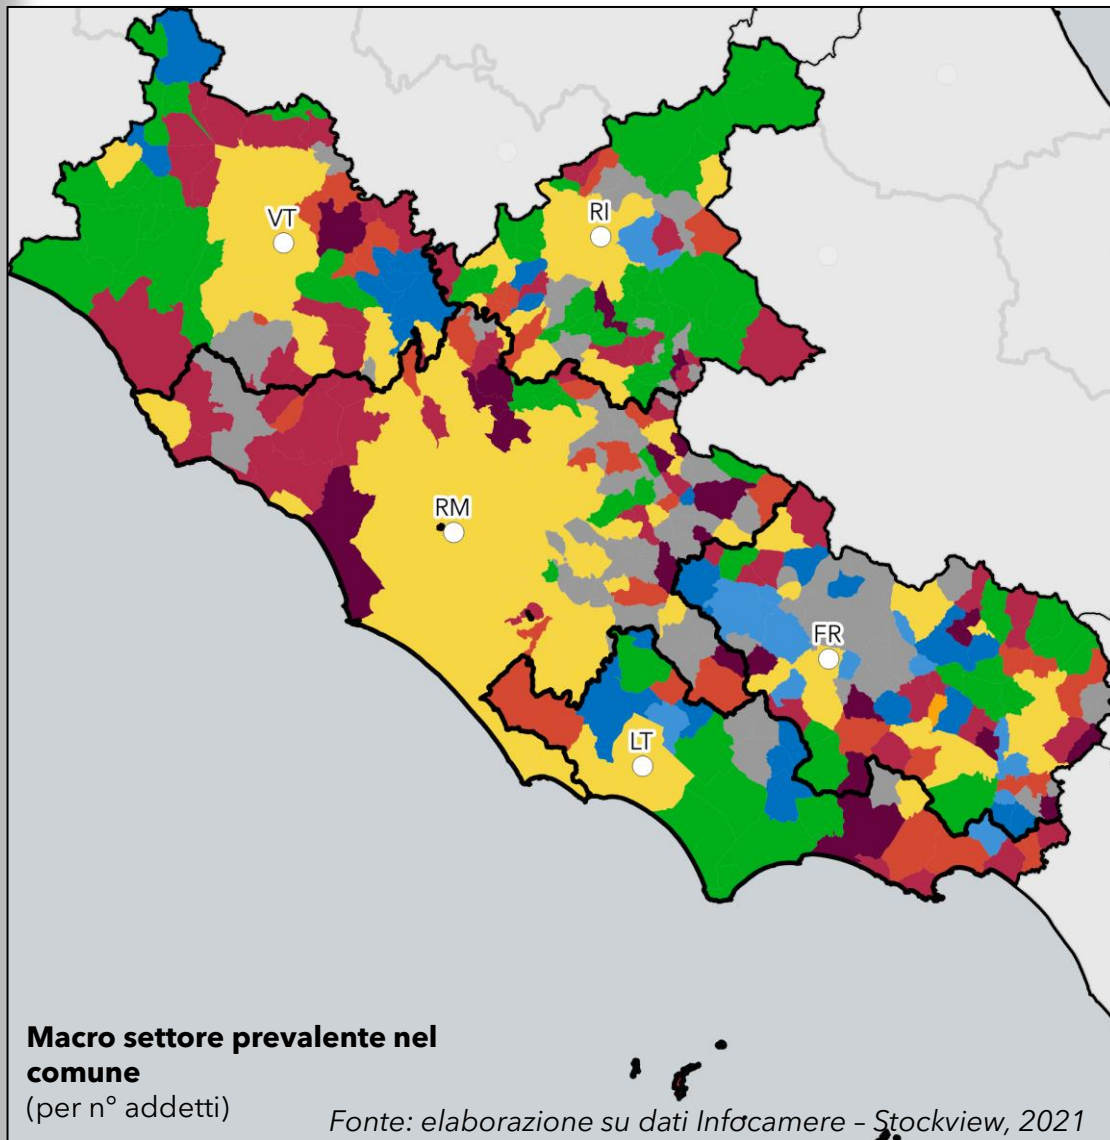 VT
RI
RM
FR
LT
Macro settore prevalente nel
comune
(per n° addetti)
Fonte: elaborazione su dati Infocamere – Stockview, 2021